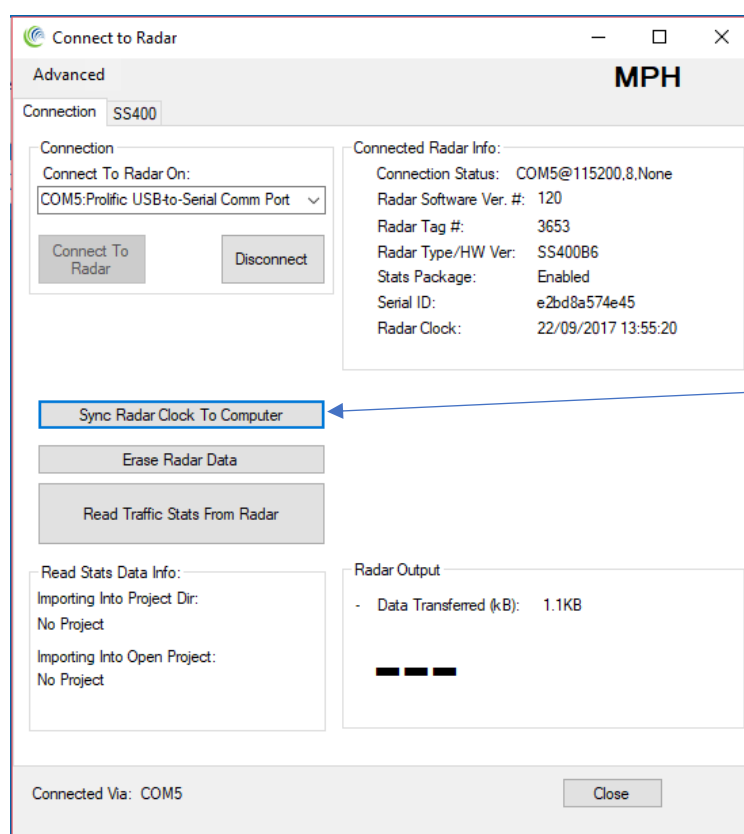 Connect to Radar
Advanced
MPH
Connection SS400
Connection
Connect To Radar On:
COM5:Prolific USB-to-Serial Comm Port
Connect To
Radar
Disconnect
Connected Radar Info:
Connection Status: COM5@115200,8,None
Radar Software Ver. #: 120
Radar Tag #: 3653
Radar Type/HW Ver: SS400B6
Stats Package: Enabled
Serial ID: e2bd8a574e45
Radar Clock: 22/09/2017 13:55:20
Sync Radar Clock To Computer
Erase Radar Data
Read Traffic Stats From Radar
Read Stats Data Info:
Importing Into Project Dir:
No Project
Importing Into Open Project:
No Project
Radar Output
- Data Transferred (kB): 1.1KB
---
Connected Via: COM5
Close